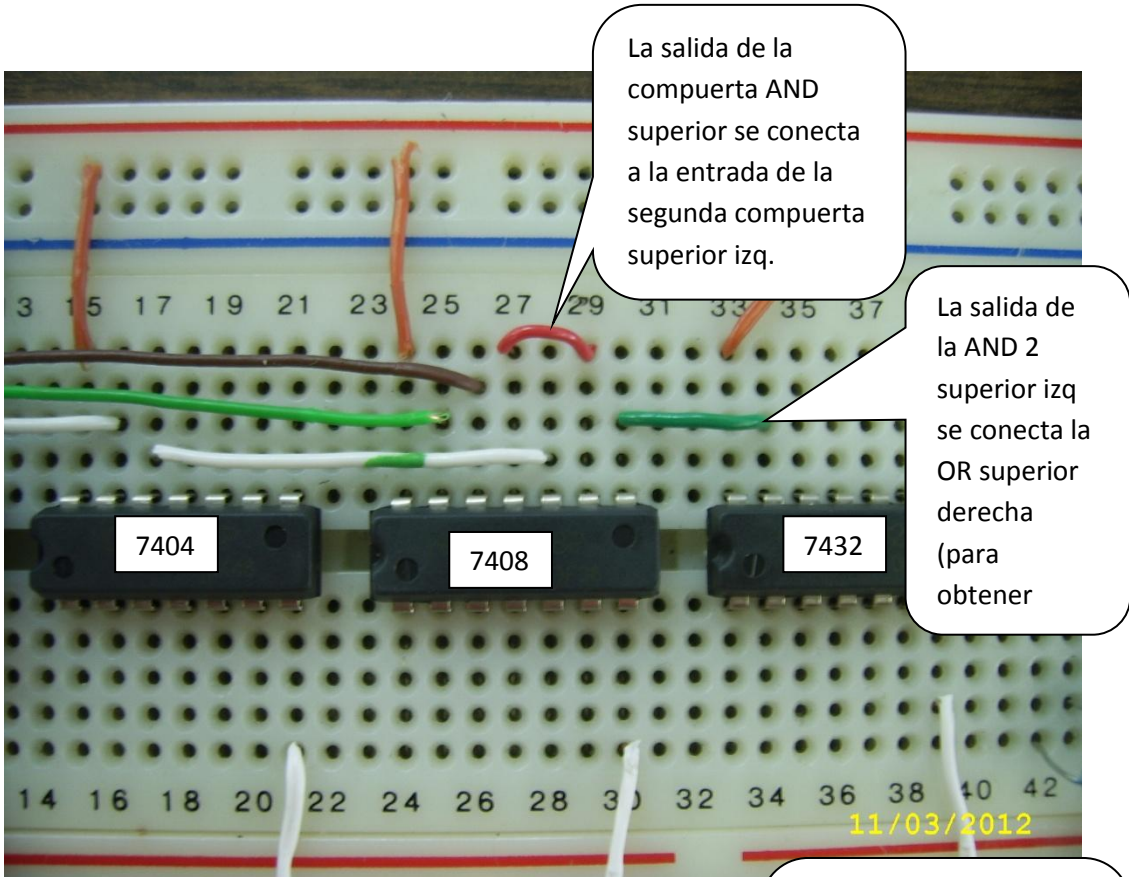 La salida de la
compuerta AND
superior se conecta
a la entrada de la
segunda compuerta
superior izq.
La salida de
la AND 2
superior izq
se conecta la
OR superior
derecha
(para
obtener
3 15 17 19 21 23 25 27 29 31 33 35 37
7404
7408
7432
14 16 18 20 22 24 26 28 30 32 34 36 38 40 42
11/03/2012